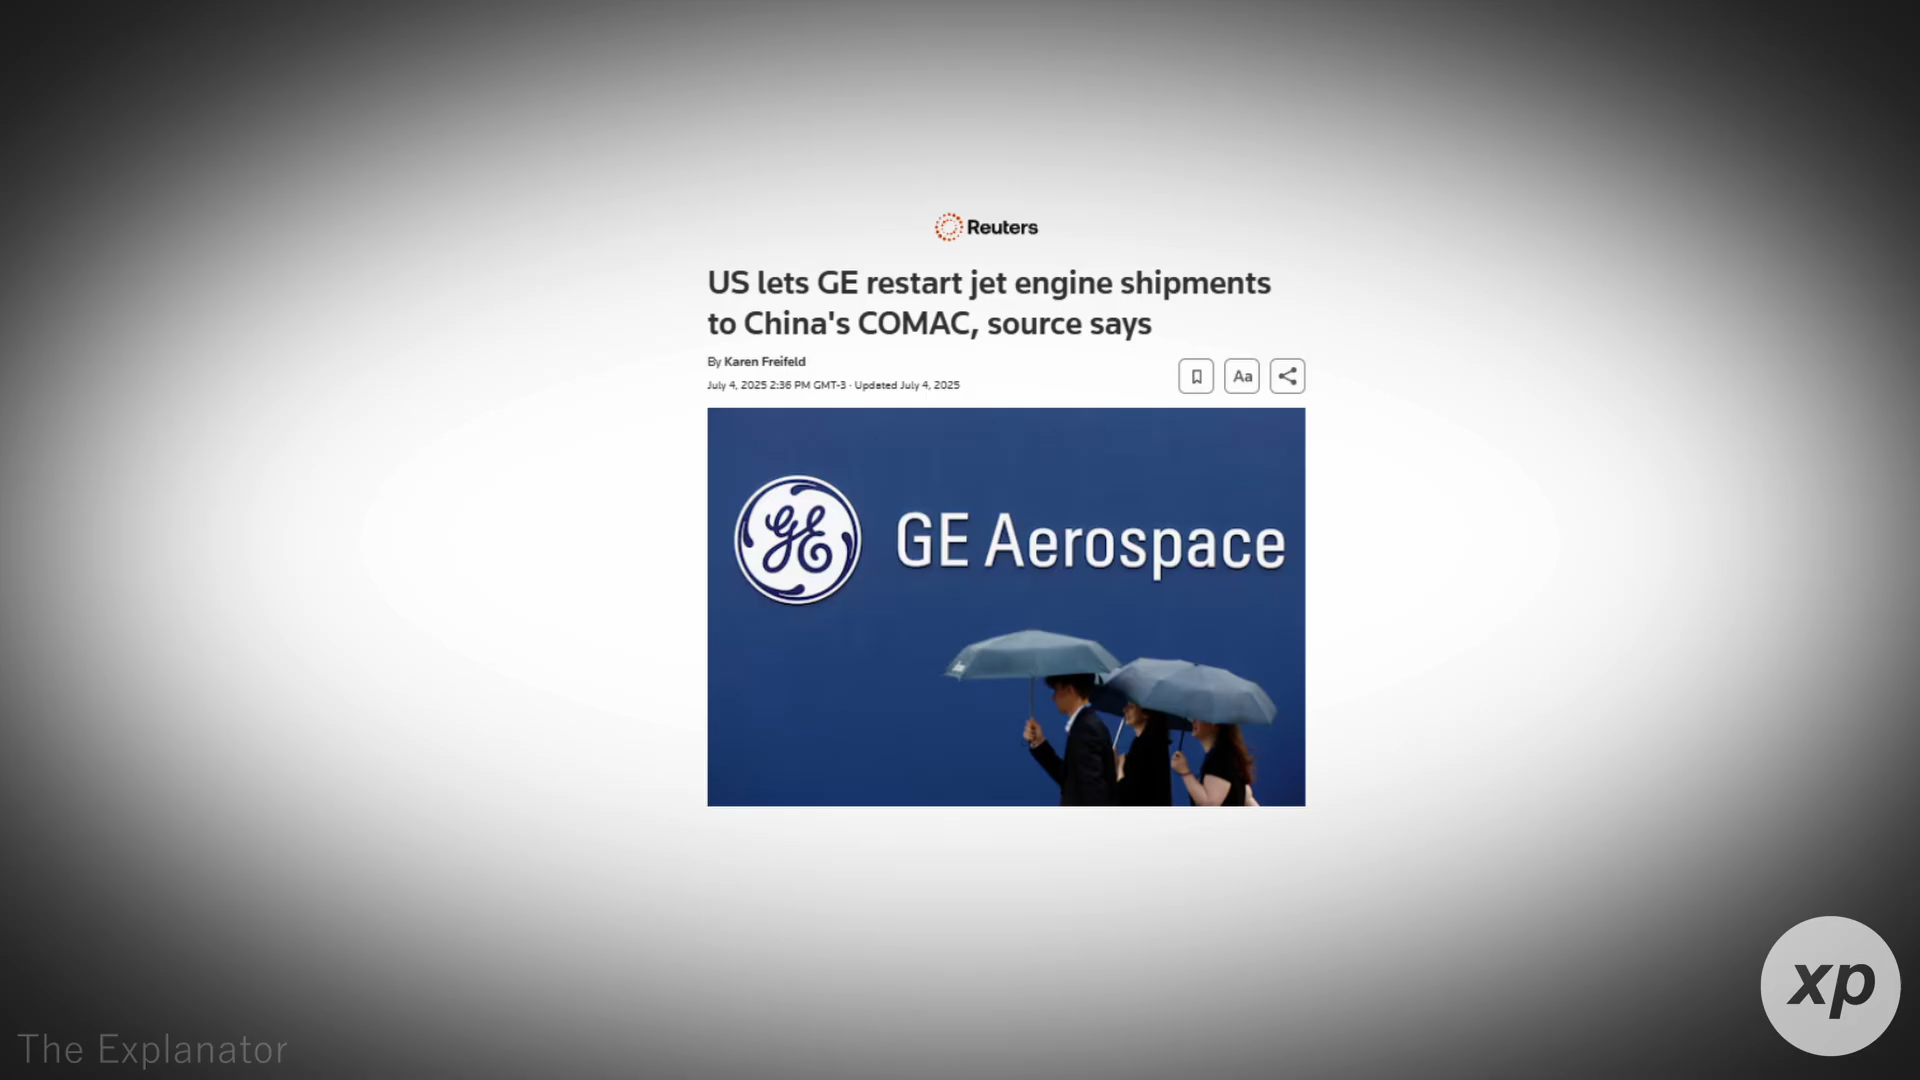 Reuters
US lets GE restart jet engine shipments
to China's COMAC, source says
By Karen Freifeld
July 4, 2025 2:36 PM GMT-3 · Updated July 4, 2025
Aa
GE
GE Aerospace
xp
The Explanator